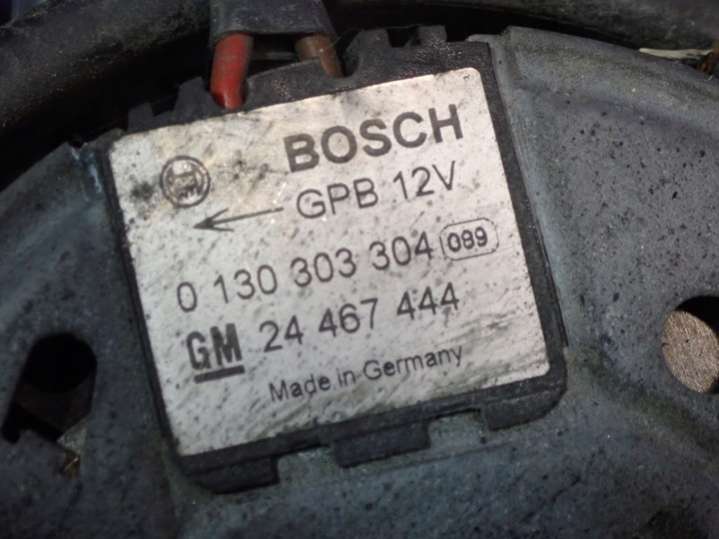 BOSCH
GPB 12V
0 130 303 304 089
GM 24 467 444
Made in Germany